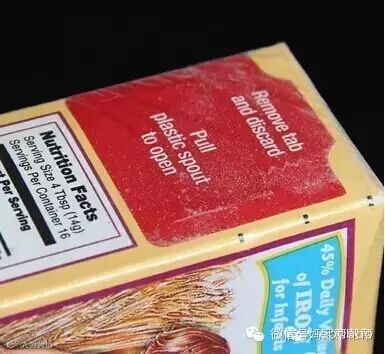 Remove tab
and discard
Pull
plastic spout
to open
Nutrition Facts
Serving Size 4 Tbsp (14g)
Servings Per Container 16
Per Serving
45% Daily
of IRO
for Inf